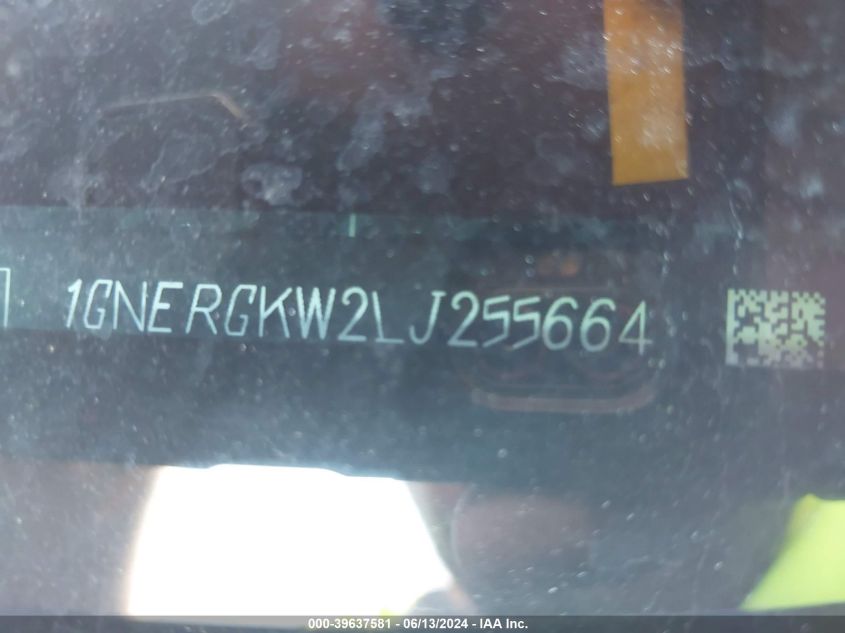 1GNERGKW2LJ255664
000-39637581 - 06/13/2024 - IAA Inc.